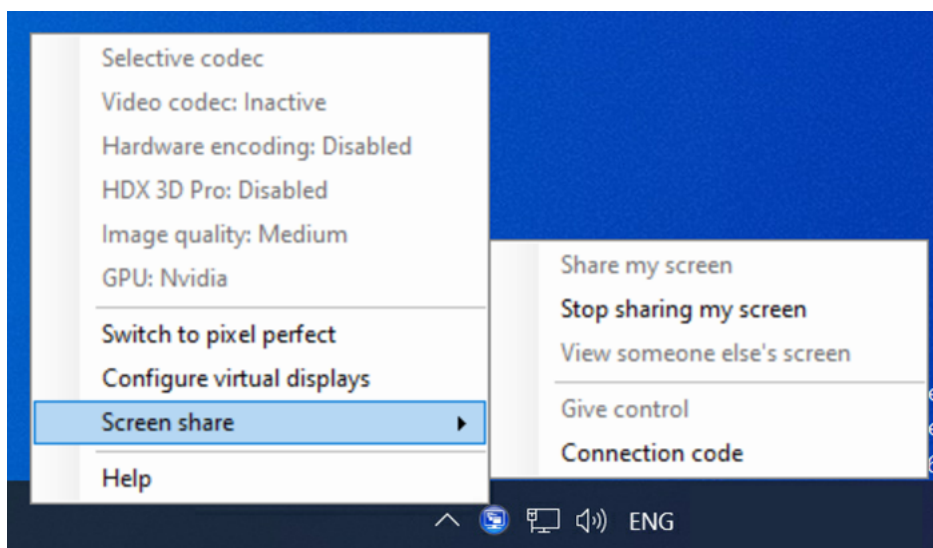 Selective codec
Video codec: Inactive
Hardware encoding: Disabled
HDX 3D Pro: Disabled
Image quality: Medium
GPU: Nvidia
Switch to pixel perfect
Configure virtual displays
Screen share
Help
Share my screen
Stop sharing my screen
View someone else's screen
Give control
Connection code
ENG